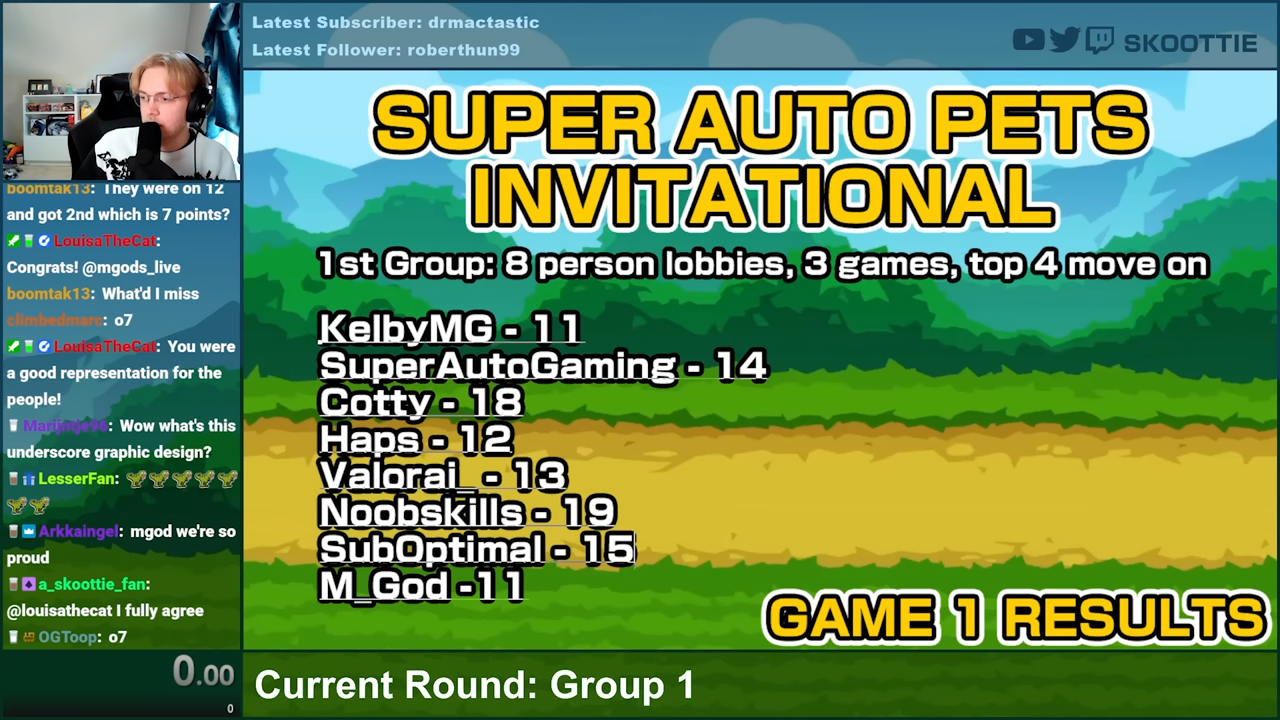 Latest Subscriber: drmactastic
Latest Follower: roberthun99
SKOOTTIE
SUPER AUTO PETS
INVITATIONAL
1st Group: 8 person lobbies, 3 games, top 4 move on
KelbyMG - 11
SuperAutoGaming - 14
Cotty - 18
Haps - 12
Valorai_ - 13
Noobskills - 19
SubOptimal - 15
M_God -11
GAME 1 RESULTS
boomtak13: They were on 12
and got 2nd which is 7 points?
LouisaTheCat:
Congrats! @mgods_live
boomtak13: What'd I miss
climbedmarc: o7
LouisaTheCat: You were
a good representation for the
people!
Wow what's this
underscore graphic design?
LesserFan:
Arkkaingel: mgod we're so
proud
a_skoottie_fan:
@louisathecat I fully agree
OGToop: o7
0.00
0
Current Round: Group 1